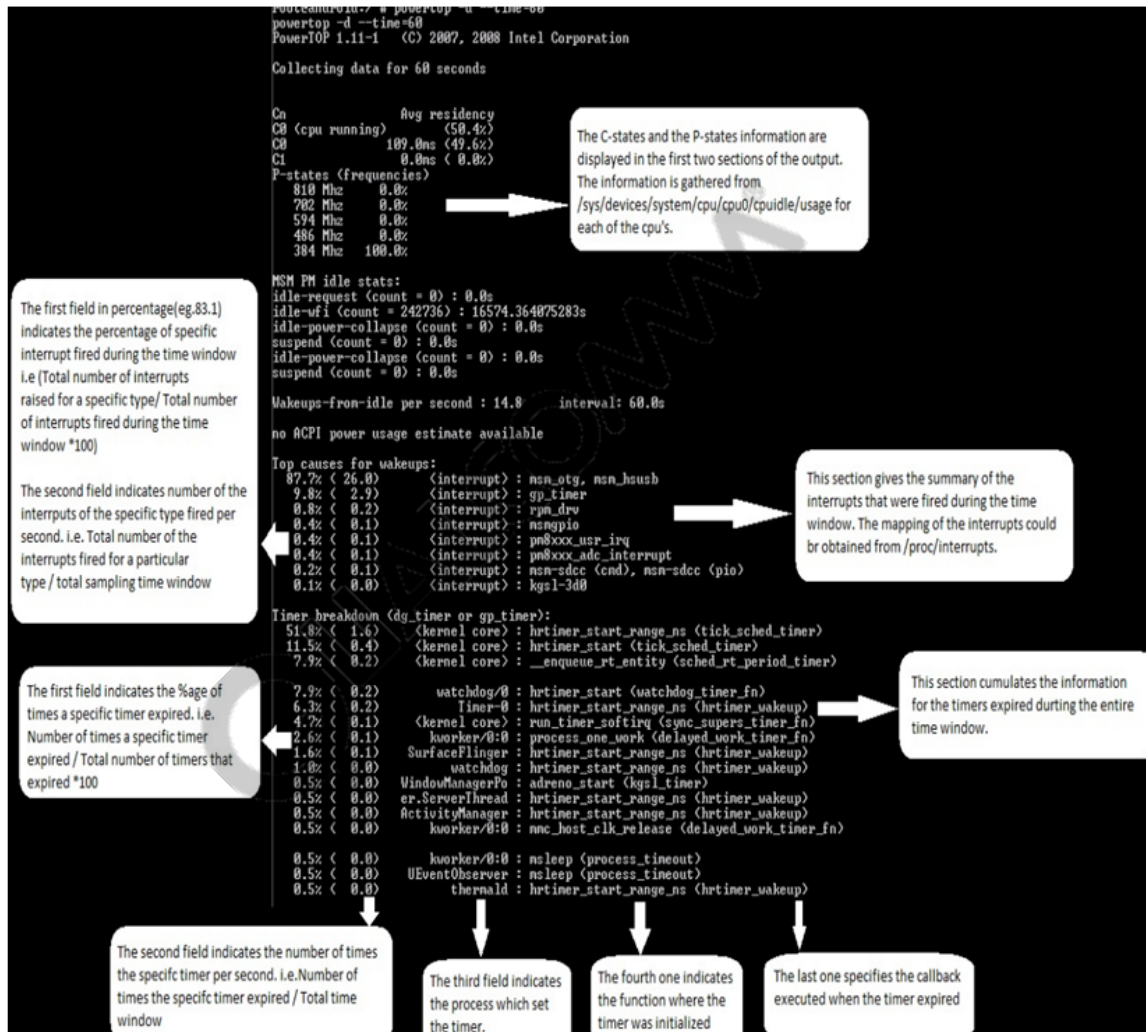 root@android:/ # powertop -d --time=60
powertop -d --time=60
PowerTOP 1.11-1 (C) 2007, 2008 Intel Corporation
Collecting data for 60 seconds
Cn Avg residency
C0 (cpu running) (50.4%)
C0 109.0ms (49.6%)
C1 0.0ms ( 0.0%)
P-states (frequencies)
810 Mhz 0.0%
702 Mhz 0.0%
594 Mhz 0.0%
486 Mhz 0.0%
384 Mhz 100.0%
The C-states and the P-states information are
displayed in the first two sections of the output.
The information is gathered from
/sys/devices/system/cpu/cpu0/cpuidle/usage for
each of the cpu's.
MSM PM idle stats:
idle-request (count = 0) : 0.0s
idle-wfi (count = 242736) : 16574.364075283s
idle-power-collapse (count = 0) : 0.0s
suspend (count = 0) : 0.0s
idle-power-collapse (count = 0) : 0.0s
suspend (count = 0) : 0.0s
Wakeups-from-idle per second : 14.8 interval: 60.0s
no ACPI power usage estimate available
The first field in percentage(eg.83.1)
indicates the percentage of specific
interrupt fired during the time window
i.e (Total number of interrupts
raised for a specific type/ Total number
of interrupts fired during the time
window *100)
The second field indicates number of the
interrputs of the specific type fired per
second. i.e. Total number of the
interrupts fired for a particular
type / total sampling time window
Top causes for wakeups:
87.7% ( 26.0) (interrupt) : msm_otg, msm_hsusb
9.8% ( 2.9) (interrupt) : gp_timer
0.8% ( 0.2) (interrupt) : rpm_drv
0.4% ( 0.1) (interrupt) : msmgpio
0.4% ( 0.1) (interrupt) : pm8xxx_usr_irq
0.4% ( 0.1) (interrupt) : pm8xxx_adc_interrupt
0.2% ( 0.1) (interrupt) : msm-sdcc (cmd), msm-sdcc (pio)
0.1% ( 0.0) (interrupt) : kgsl-3d0
This section gives the summary of the
interrupts that were fired during the time
window. The mapping of the interrupts could
br obtained from /proc/interrupts.
Timer breakdown (dg_timer or gp_timer):
51.8% ( 1.6) (kernel core) : hrtimer_start_range_ns (tick_sched_timer)
11.5% ( 0.4) (kernel core) : hrtimer_start (tick_sched_timer)
7.9% ( 0.2) (kernel core) : __enqueue_rt_entity (sched_rt_period_timer)
7.9% ( 0.2) watchdog/0 : hrtimer_start (watchdog_timer_fn)
6.3% ( 0.2) Timer-0 : hrtimer_start_range_ns (hrtimer_wakeup)
4.7% ( 0.1) (kernel core) : run_timer_softirq (sync_supers_timer_fn)
2.6% ( 0.1) kworker/0:0 : process_one_work (delayed_work_timer_fn)
1.6% ( 0.1) SurfaceFlinger : hrtimer_start_range_ns (hrtimer_wakeup)
1.0% ( 0.0) watchdog : hrtimer_start_range_ns (hrtimer_wakeup)
0.5% ( 0.0) WindowManagerPo : adreno_start (kgsl_timer)
0.5% ( 0.0) er.ServerThread : hrtimer_start_range_ns (hrtimer_wakeup)
0.5% ( 0.0) ActivityManager : hrtimer_start_range_ns (hrtimer_wakeup)
0.5% ( 0.0) kworker/0:0 : mmc_host_clk_release (delayed_work_timer_fn)
0.5% ( 0.0) kworker/0:0 : msleep (process_timeout)
0.5% ( 0.0) UEventObserver : msleep (process_timeout)
0.5% ( 0.0) thermald : hrtimer_start_range_ns (hrtimer_wakeup)
The first field indicates the %age of
times a specific timer expired. i.e.
Number of times a specific timer
expired / Total number of timers that
expired *100
This section cumulates the information
for the timers expired durting the entire
time window.
The second field indicates the number of times
the specifc timer per second. i.e.Number of
times the specifc timer expired / Total time
window
The third field indicates
the process which set
the timer.
The fourth one indicates
the function where the
timer was initialized
The last one specifies the callback
executed when the timer expired